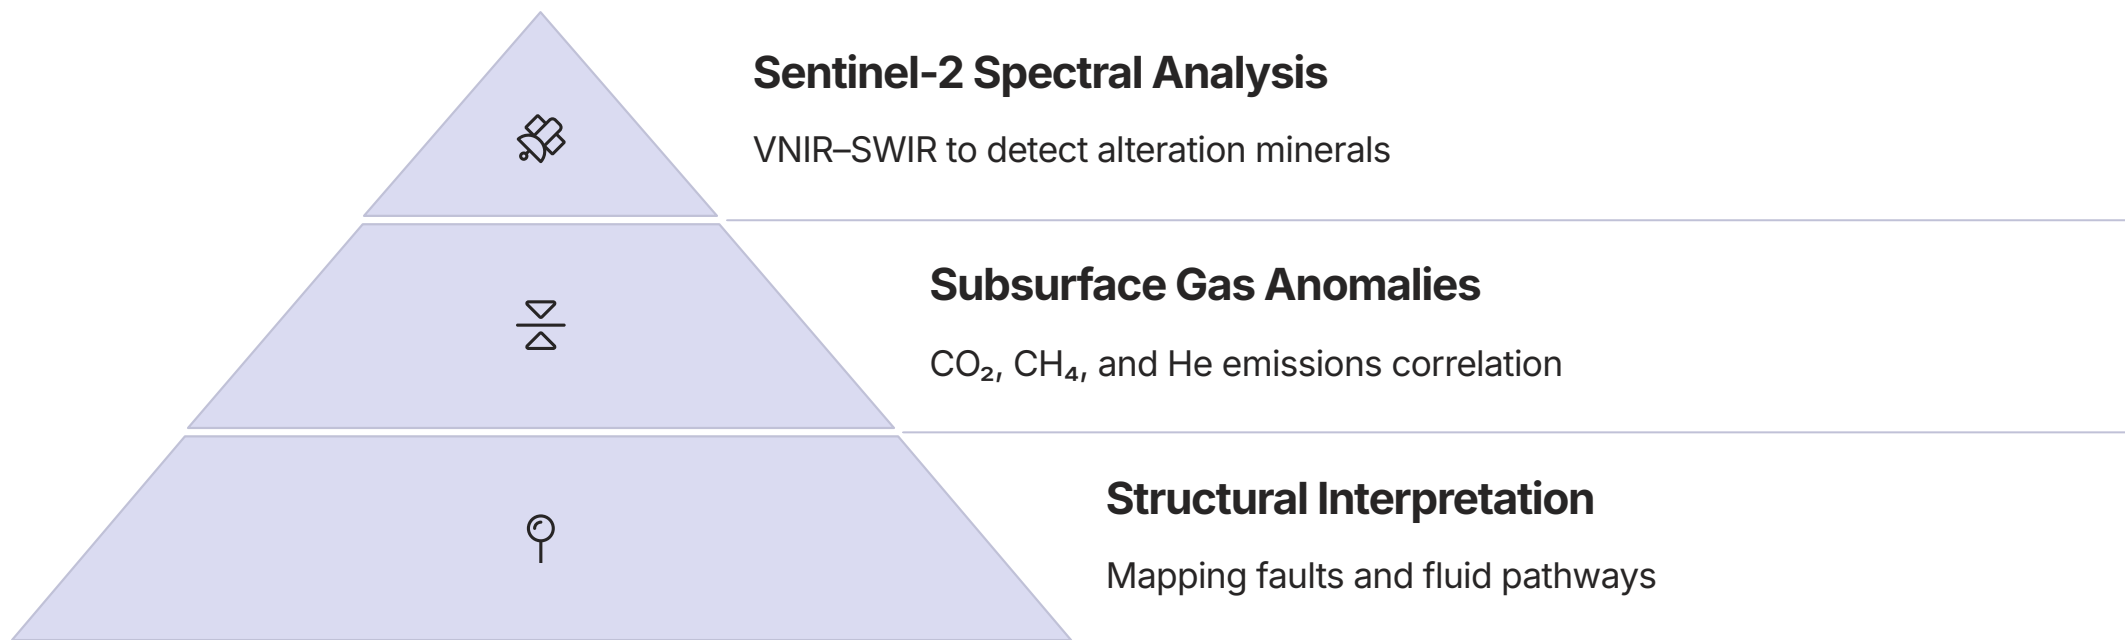 Sentinel-2 Spectral Analysis
VNIR–SWIR to detect alteration minerals
Subsurface Gas Anomalies
CO₂, CH₄, and He emissions correlation
Structural Interpretation
Mapping faults and fluid pathways